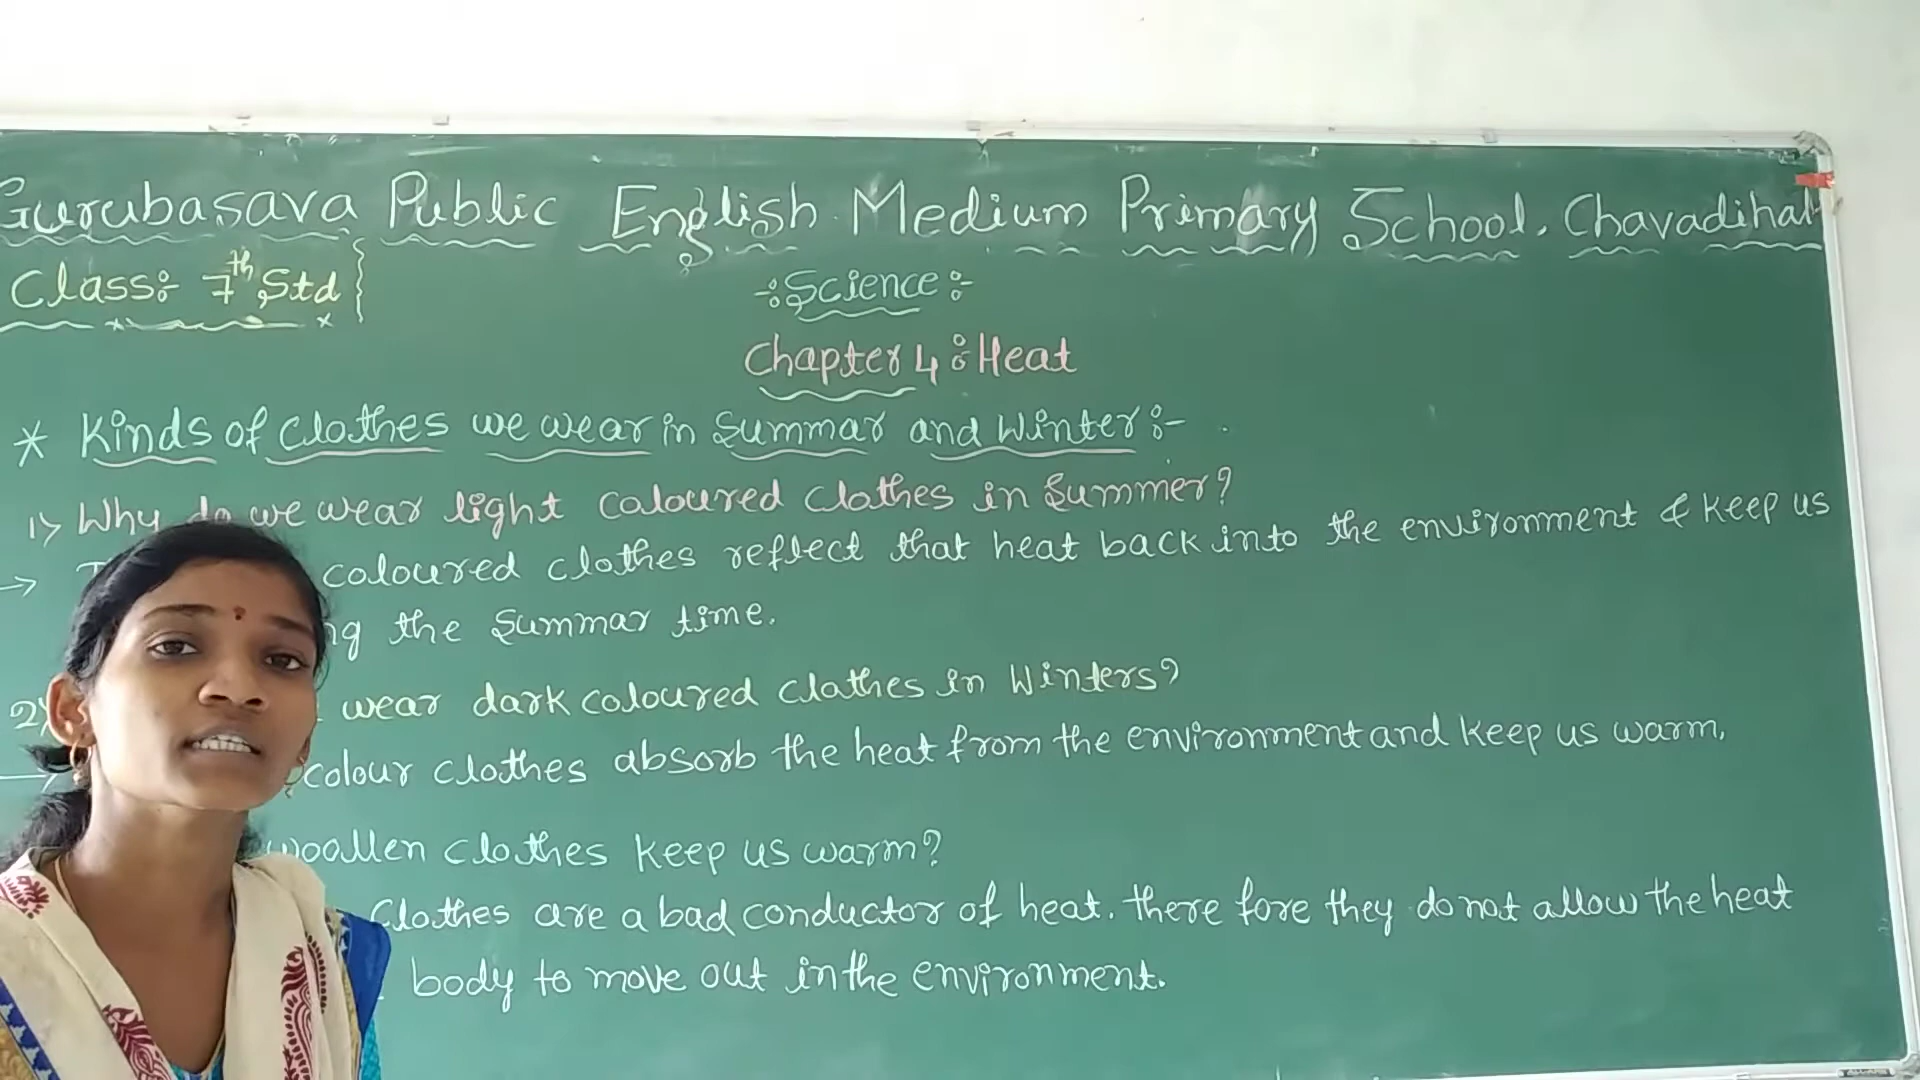 Gurubasava Public English Medium Primary School, Chavadihal
Class:- 7th Std
-:Science:-
Chapter 4 : Heat
* Kinds of clothes we wear in Summar and Winter :-
1) Why do we wear light coloured clothes in Summer?
→ coloured clothes reflect that heat back into the environment & keep us
ng the Summar time.
2) wear dark coloured clothes in Winters?
→ colour clothes absorb the heat from the environment and keep us warm.
woollen clothes keep us warm?
Clothes are a bad conductor of heat. there fore they do not allow the heat
body to move out in the environment.